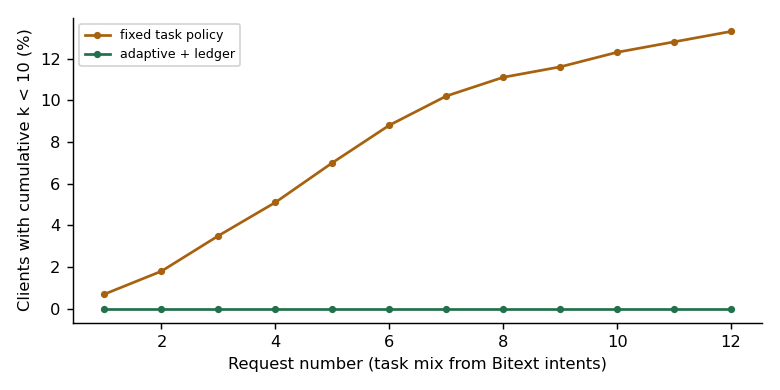 fixed task policy
adaptive + ledger
Clients with cumulative k < 10 (%)
12
10
8
6
4
2
0
2 4 6 8 10 12
Request number (task mix from Bitext intents)